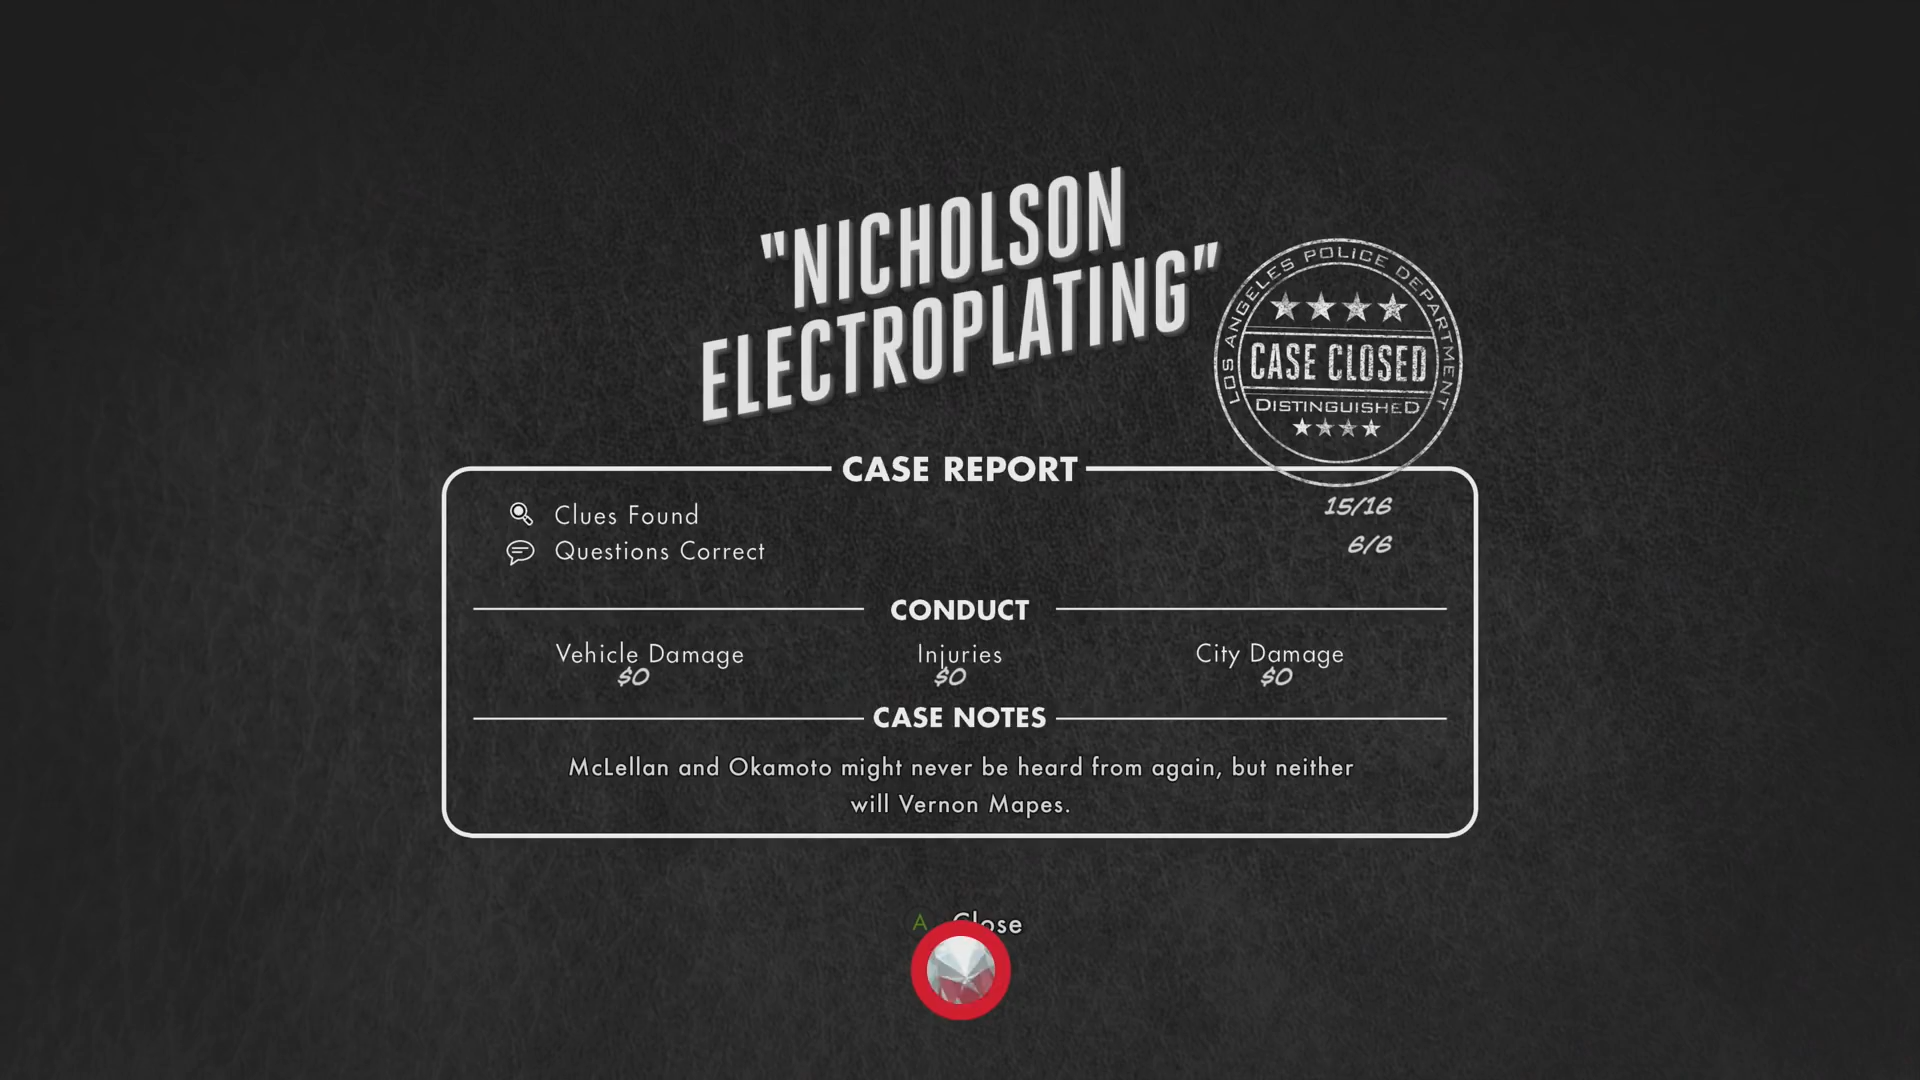 "NICHOLSON
ELECTROPLATING"
LOS ANGELES POLICE DEPARTMENT
CASE CLOSED
DISTINGUISHED
CASE REPORT
Clues Found 15/16
Questions Correct 6/6
CONDUCT
Vehicle Damage Injuries City Damage
$0 $0 $0
CASE NOTES
McLellan and Okamoto might never be heard from again, but neither
will Vernon Mapes.
A Close